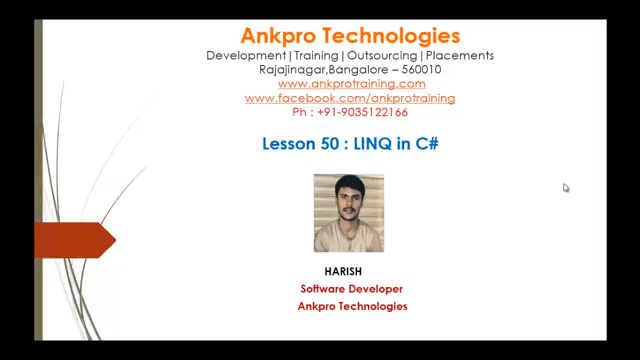 Ankpro Technologies
Development|Training|Outsourcing|Placements
Rajajinagar,Bangalore – 560010
www.ankprotraining.com
www.facebook.com/ankprotraining
Ph : +91-9035122166
Lesson 50 : LINQ in C#
HARISH
Software Developer
Ankpro Technologies